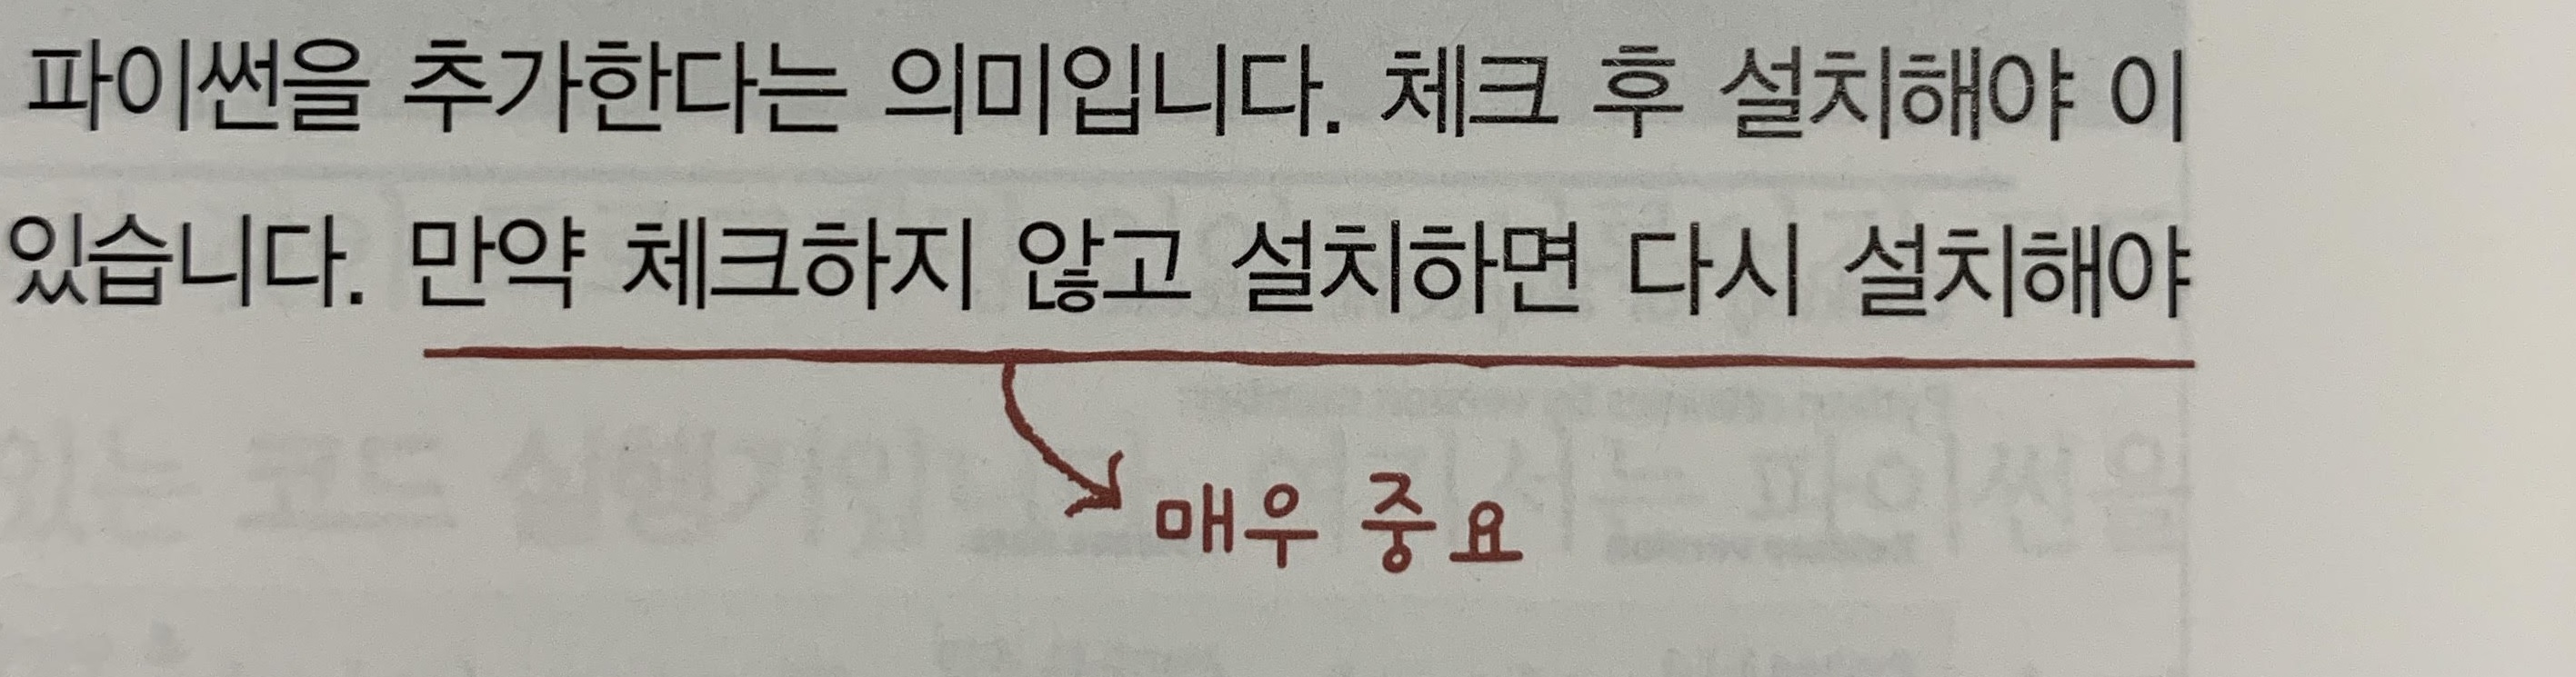 파이썬을 추가한다는 의미입니다. 체크 후 설치해야 이
있습니다. 만약 체크하지 않고 설치하면 다시 설치해야
매우 중요